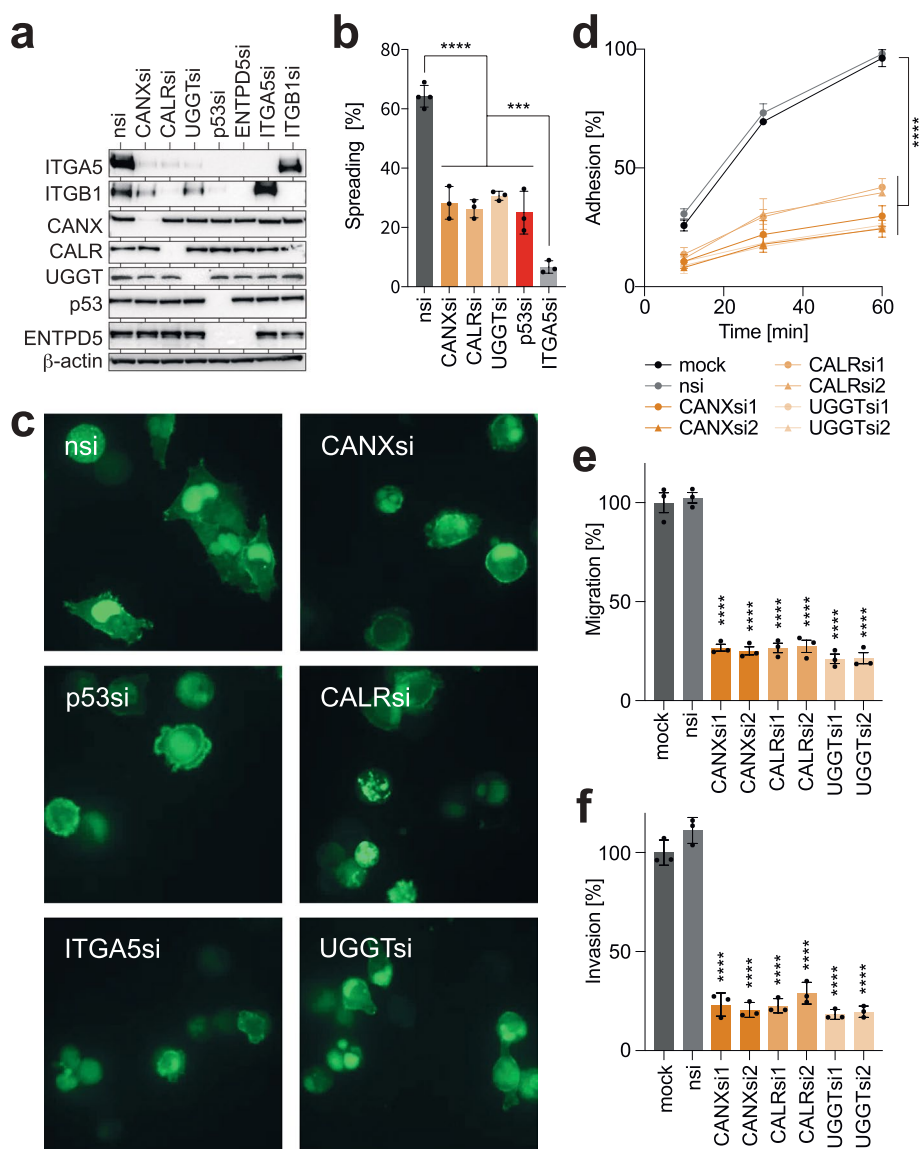 a
nsi
CANXsi
CALRsi
UGGTsi
p53si
ENTPD5si
ITGA5si
ITGB1si
ITGA5
ITGB1
CANX
CALR
UGGT
p53
ENTPD5
β-actin
b
Spreading [%]
80
60
40
20
0
****
***
nsi
CANXsi
CALRsi
UGGTsi
p53si
ITGA5si
c
nsi
CANXsi
p53si
CALRsi
ITGA5si
UGGTsi
d
Adhesion [%]
100
50
0
0
20
40
60
Time [min]
****
mock
nsi
CANXsi1
CANXsi2
CALRsi1
CALRsi2
UGGTsi1
UGGTsi2
e
Migration [%]
100
50
0
****
****
****
****
****
****
mock
nsi
CANXsi1
CANXsi2
CALRsi1
CALRsi2
UGGTsi1
UGGTsi2
f
Invasion [%]
100
50
0
****
****
****
****
****
****
mock
nsi
CANXsi1
CANXsi2
CALRsi1
CALRsi2
UGGTsi1
UGGTsi2